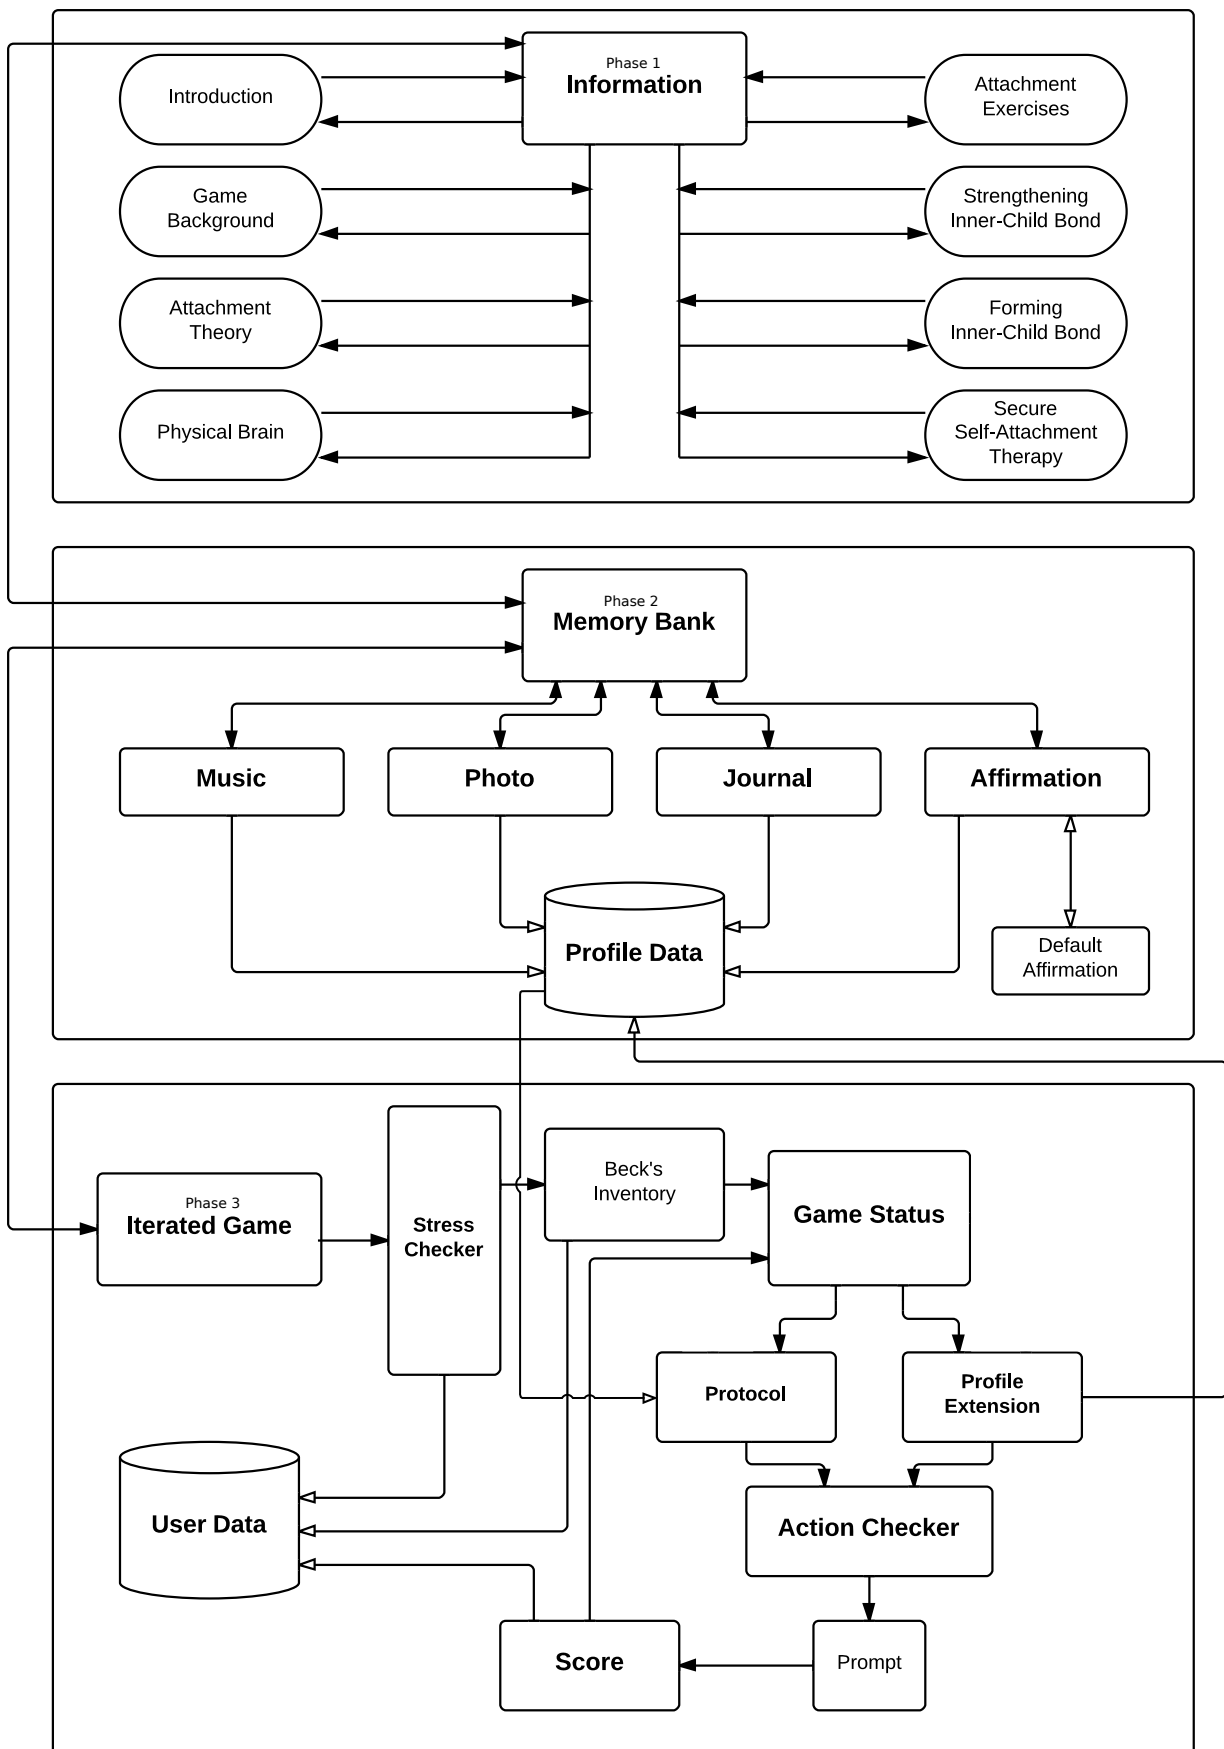 Phase 1
Information
Introduction
Attachment
Exercises
Game
Background
Strengthening
Inner-Child Bond
Attachment
Theory
Forming
Inner-Child Bond
Physical Brain
Secure
Self-Attachment
Therapy
Phase 2
Memory Bank
Music
Photo
Journal
Affirmation
Profile Data
Default
Affirmation
Phase 3
Iterated Game
Stress
Checker
Beck's
Inventory
Game Status
Protocol
Profile
Extension
User Data
Action Checker
Score
Prompt